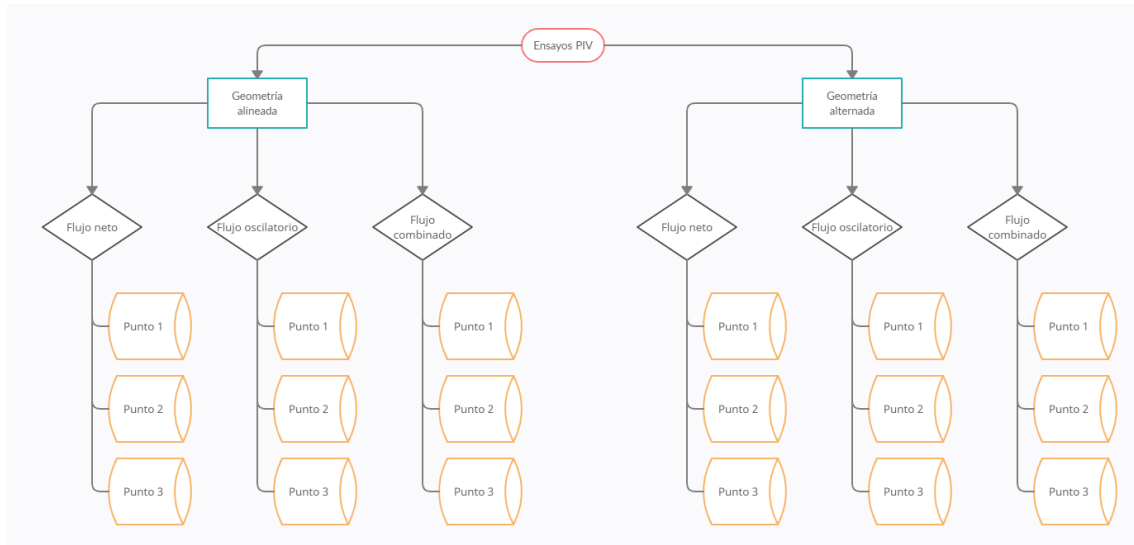 Ensayos PIV
Geometría
alineada
Geometría
alternada
Flujo neto
Flujo oscilatorio
Flujo
combinado
Flujo neto
Flujo oscilatorio
Flujo
combinado
Punto 1
Punto 1
Punto 1
Punto 1
Punto 1
Punto 1
Punto 2
Punto 2
Punto 2
Punto 2
Punto 2
Punto 2
Punto 3
Punto 3
Punto 3
Punto 3
Punto 3
Punto 3